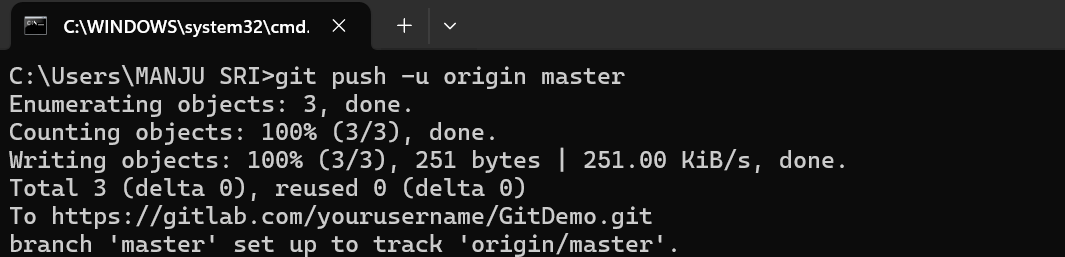 C:\WINDOWS\system32\cmd.
C:\Users\MANJU SRI>git push -u origin master
Enumerating objects: 3, done.
Counting objects: 100% (3/3), done.
Writing objects: 100% (3/3), 251 bytes | 251.00 KiB/s, done.
Total 3 (delta 0), reused 0 (delta 0)
To https://gitlab.com/yourusername/GitDemo.git
branch 'master' set up to track 'origin/master'.